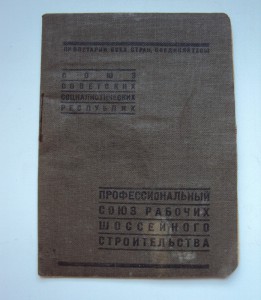 ПРОЛЕТАРИИ ВСЕХ СТРАН, СОЕДИНЯЙТЕСЬ
СОЮЗ
СОВЕТСКИХ
СОЦИАЛИСТИЧЕСКИХ
РЕСПУБЛИК
ПРОФЕССИОНАЛЬНЫЙ
СОЮЗ РАБОЧИХ
ШОССЕЙНОГО
СТРОИТЕЛЬСТВА